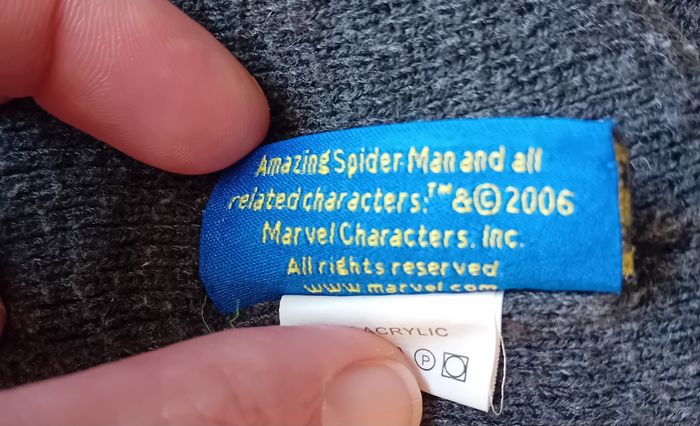 Amazing Spider-Man and all
related characters:™ & © 2006
Marvel Characters. Inc.
All rights reserved
www.marvel.com
ACRYLIC
P